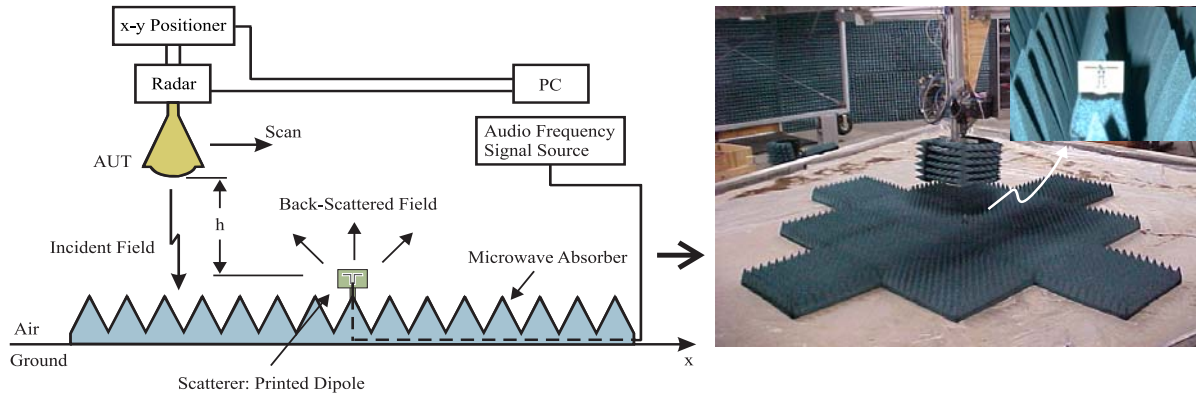 x-y Positioner
Radar
PC
Scan
AUT
Audio Frequency
Signal Source
h
Back-Scattered Field
Incident Field
Microwave Absorber
Air
Ground
x
Scatterer: Printed Dipole